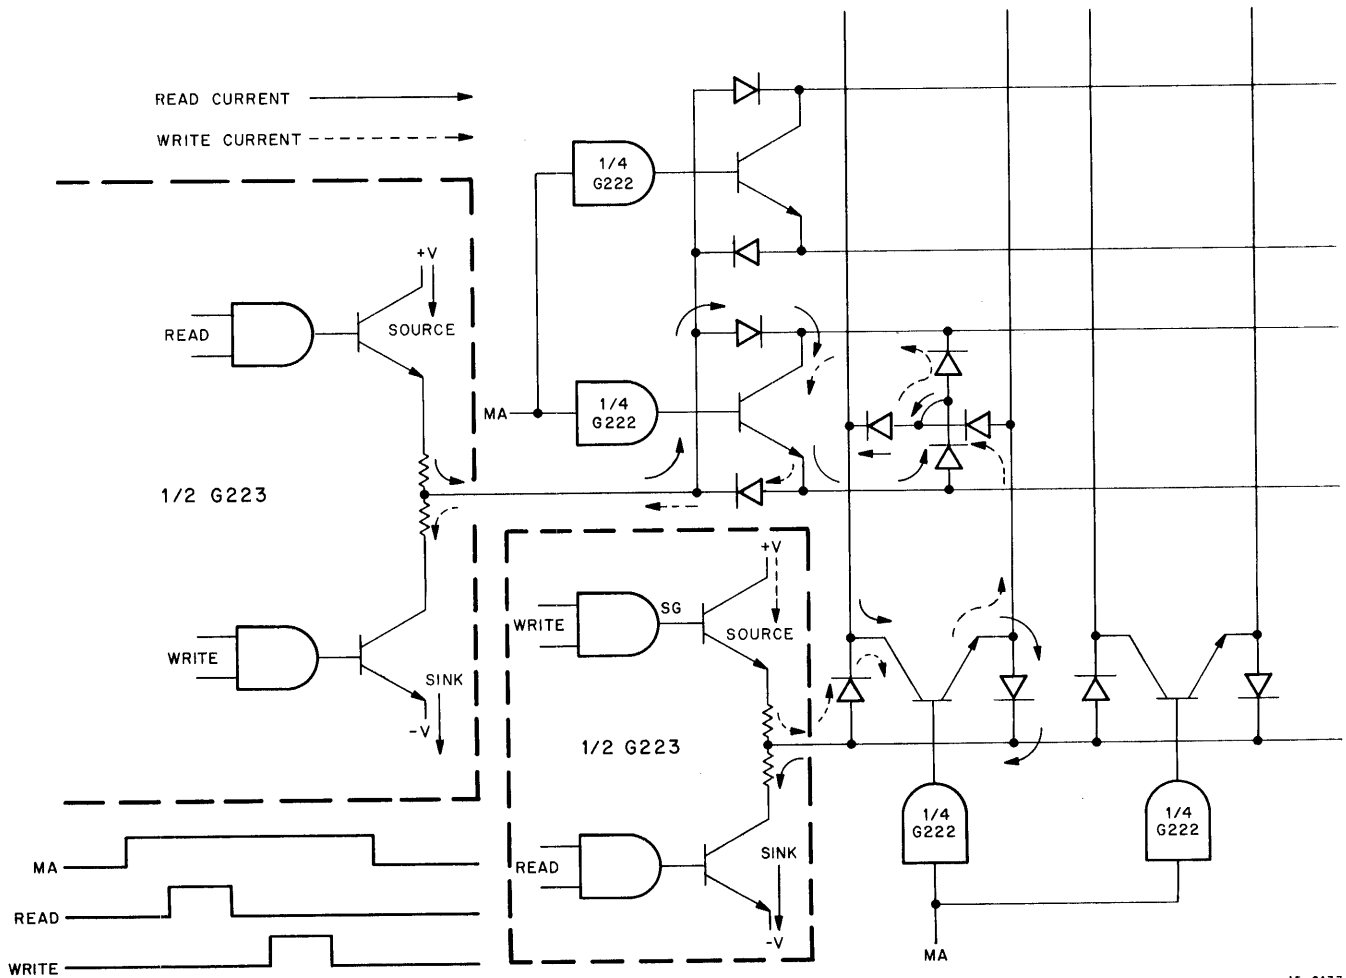 READ CURRENT
WRITE CURRENT
1/4
G222
+V
SOURCE
READ
MA
1/4
G222
1/2 G223
+V
WRITE
SG
SOURCE
WRITE
SINK
-V
1/2 G223
1/4
G222
1/4
G222
MA
READ
SINK
READ
-V
WRITE
MA